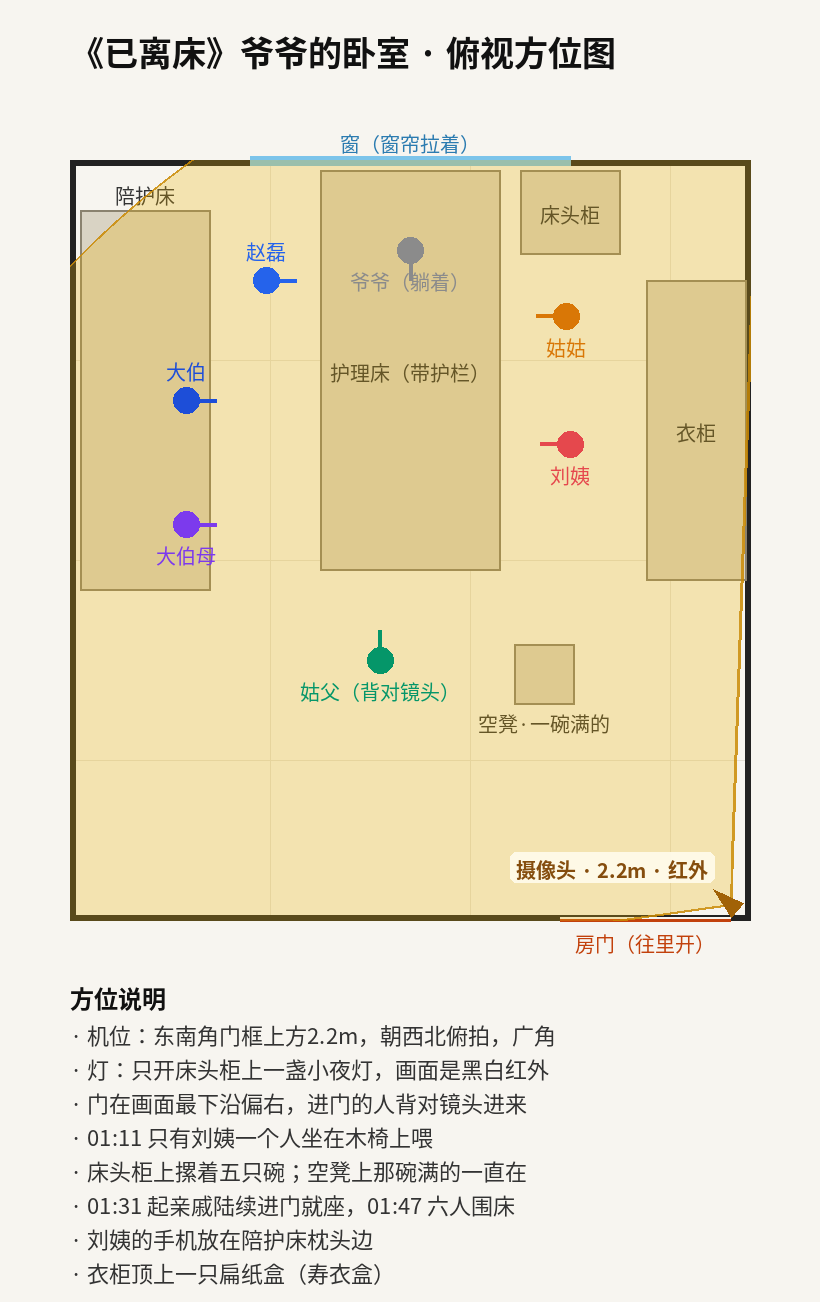 《已离床》爷爷的卧室 · 俯视方位图
窗（窗帘拉着）
陪护床
床头柜
赵磊
爷爷（躺着）
姑姑
大伯
护理床（带护栏）
衣柜
刘姨
大伯母
姑父（背对镜头）
空凳·一碗满的
摄像头 · 2.2m · 红外
房门（往里开）
方位说明
· 机位：东南角门框上方2.2m，朝西北俯拍，广角
· 灯：只开床头柜上一盏小夜灯，画面是黑白红外
· 门在画面最下沿偏右，进门的人背对镜头进来
· 01:11 只有刘姨一个人坐在木椅上喂
· 床头柜上摞着五只碗；空凳上那碗满的一直在
· 01:31 起亲戚陆续进门就座，01:47 六人围床
· 刘姨的手机放在陪护床枕头边
· 衣柜顶上一只扁纸盒（寿衣盒）